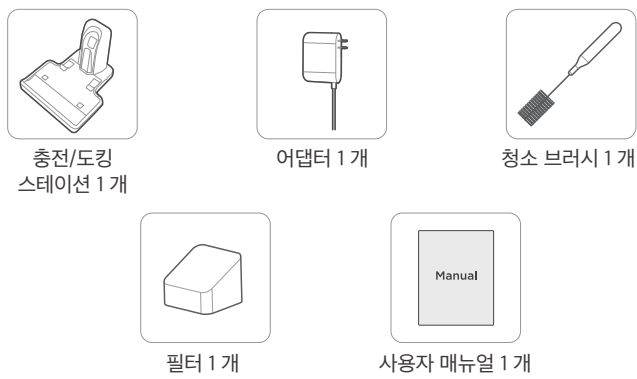 충전/도킹
스테이션 1 개
어댑터 1 개
청소 브러시 1 개
Manual
필터 1 개
사용자 매뉴얼 1 개